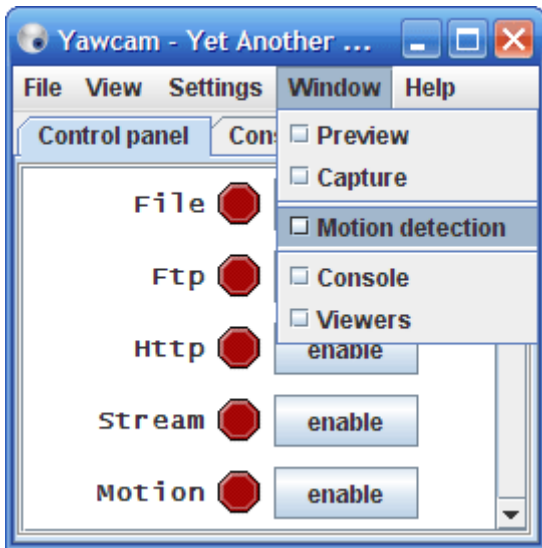 Yawcam - Yet Another ...
File View Settings Window Help
Control panel Con
Preview
Capture
Motion detection
Console
Viewers
File
Ftp
Http enable
Stream enable
Motion enable